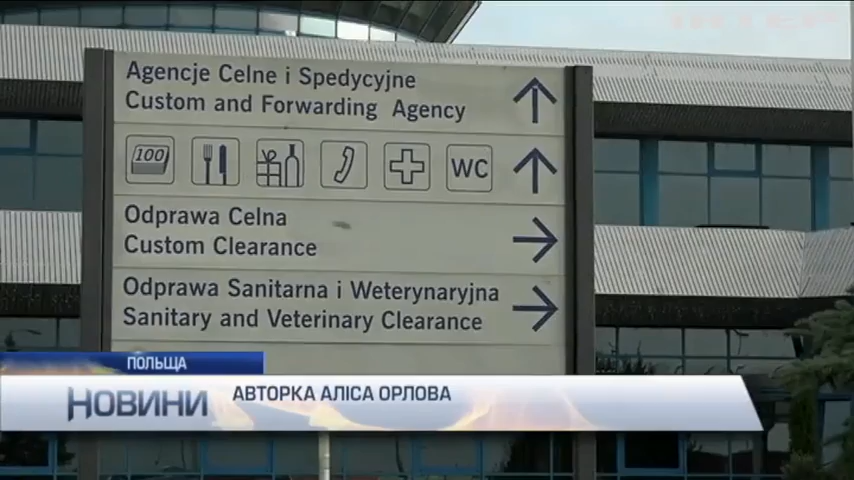 Agencje Celne i Spedycyjne
Custom and Forwarding Agency
100
WC
Odprawa Celna
Custom Clearance
Odprawa Sanitarna i Weterynaryjna
Sanitary and Veterinary Clearance
ПОЛЬЩА
НОВИНИ
АВТОРКА АЛІСА ОРЛОВА